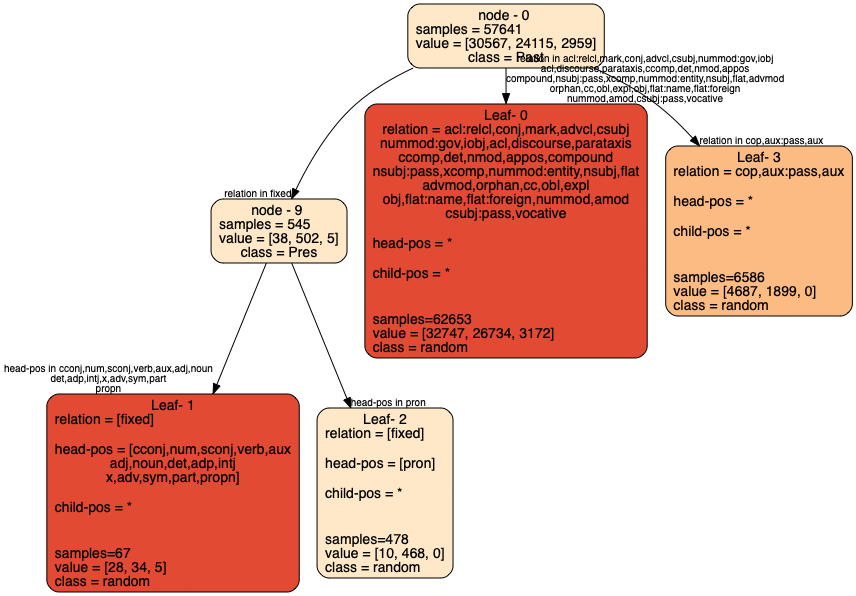 node - 0
samples = 57641
value = [30567, 24115, 2959]
class = Past
relation in acl:relcl,mark,conj,advcl,csubj,nummod:gov,iobj
acl,discourse,parataxis,ccomp,det,nmod,appos
compound,nsubj:pass,xcomp,nummod:entity,nsubj,flat,advmod
orphan,cc,obl,expl,obj,flat:name,flat:foreign
nummod,amod,csubj:pass,vocative
Leaf- 0
relation = acl:relcl,conj,mark,advcl,csubj
nummod:gov,iobj,acl,discourse,parataxis
ccomp,det,nmod,appos,compound
nsubj:pass,xcomp,nummod:entity,nsubj,flat
advmod,orphan,cc,obl,expl
obj,flat:name,flat:foreign,nummod,amod
csubj:pass,vocative
head-pos = *
child-pos = *
samples=62653
value = [32747, 26734, 3172]
class = random
relation in cop,aux:pass,aux
Leaf- 3
relation = cop,aux:pass,aux
head-pos = *
child-pos = *
samples=6586
value = [4687, 1899, 0]
class = random
relation in fixed
node - 9
samples = 545
value = [38, 502, 5]
class = Pres
head-pos in cconj,num,sconj,verb,aux,adj,noun
det,adp,intj,x,adv,sym,part
propn
Leaf- 1
relation = [fixed]
head-pos = [cconj,num,sconj,verb,aux
adj,noun,det,adp,intj
x,adv,sym,part,propn]
child-pos = *
samples=67
value = [28, 34, 5]
class = random
head-pos in pron
Leaf- 2
relation = [fixed]
head-pos = [pron]
child-pos = *
samples=478
value = [10, 468, 0]
class = random